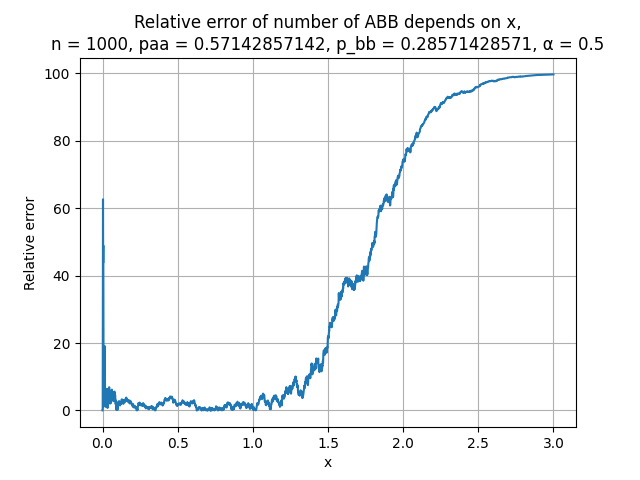 Relative error of number of ABB depends on x,
n = 1000, paa = 0.57142857142, p_bb = 0.28571428571, α = 0.5
100
80
60
40
20
0
Relative error
0.0 0.5 1.0 1.5 2.0 2.5 3.0
x